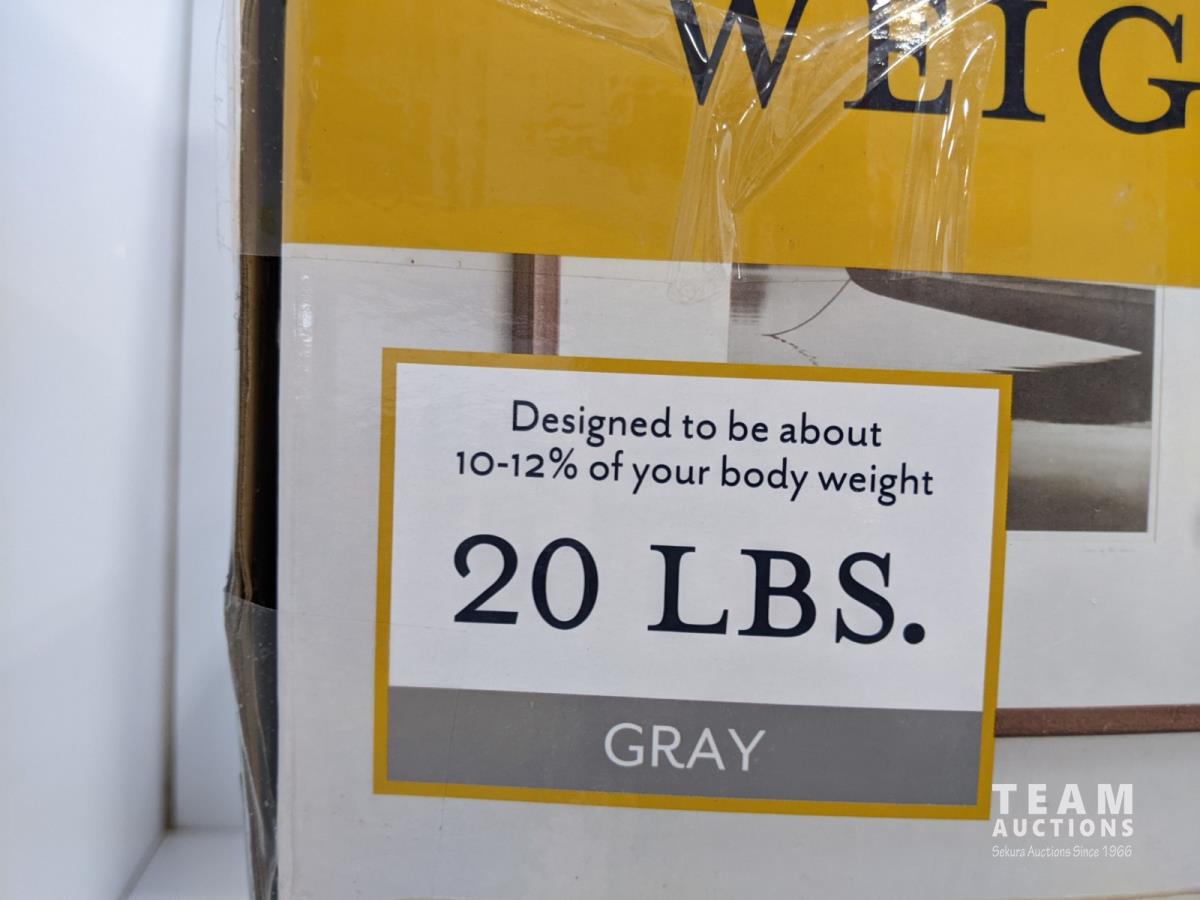 WEIG
Designed to be about
10-12% of your body weight
20 LBS.
GRAY
TEAM
AUCTIONS
Sekura Auctions Since 1966